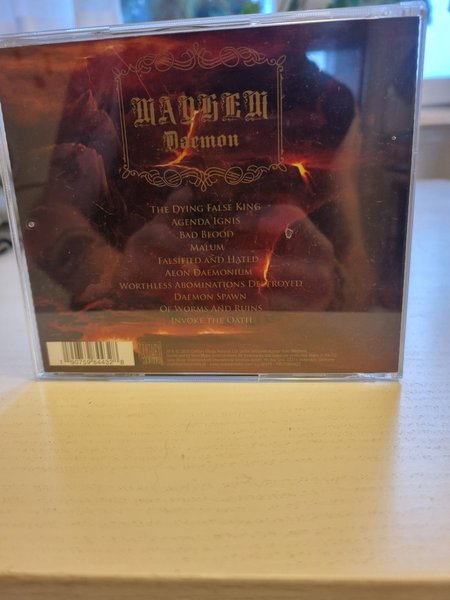 MAYHEM
Daemon
The Dying False King
Agenda Ignis
Bad Blood
Malum
Falsified and Hated
Aeon Daemonium
Worthless Abominations Destroyed
Daemon Spawn
Of Worms and Ruins
Invoke the Oath